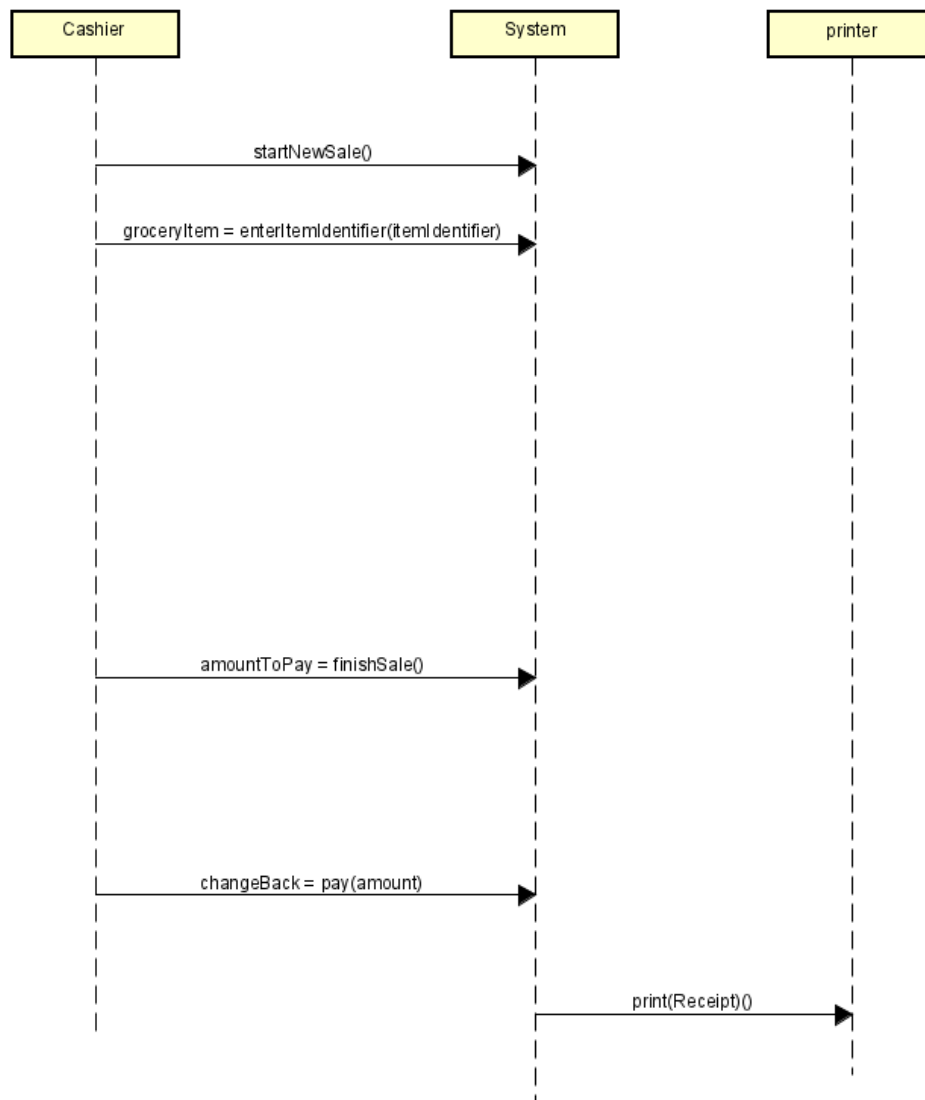 Cashier
System
printer
startNewSale()
groceryItem = enterItemIdentifier(itemIdentifier)
amountToPay = finishSale()
changeBack = pay(amount)
print(Receipt)()